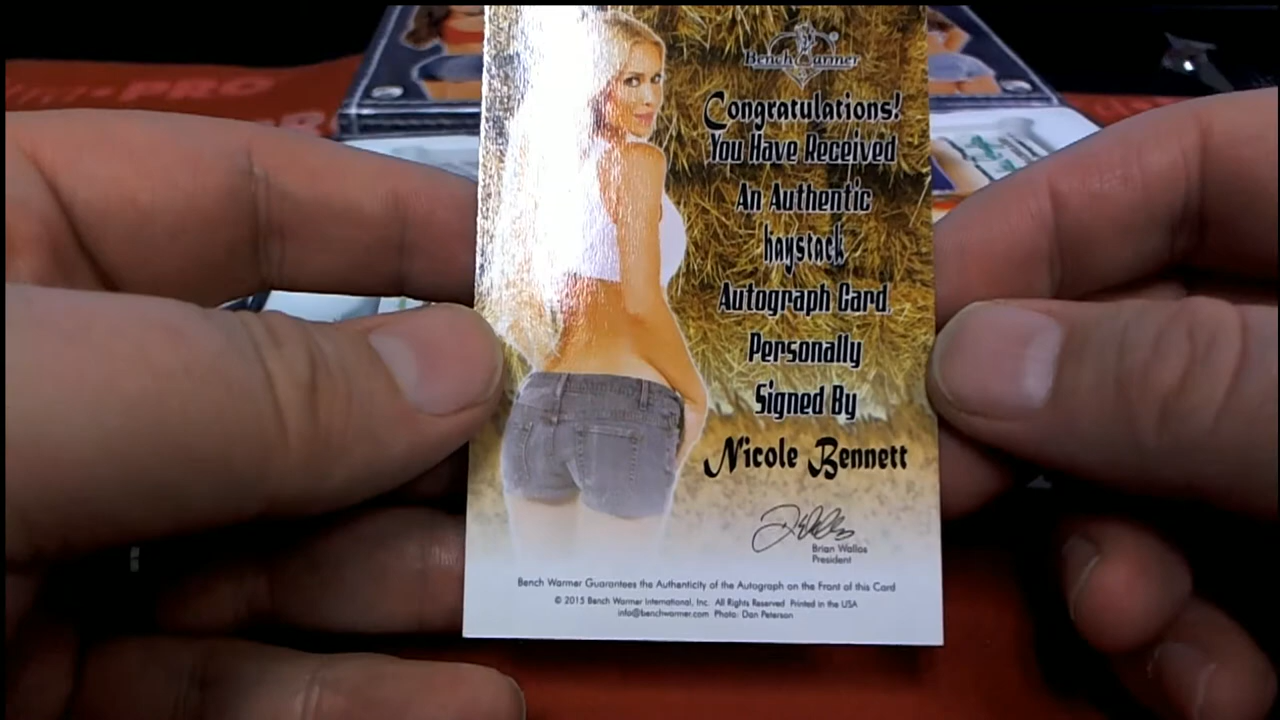 Bench Warmer
Congratulations!
You Have Received
An Authentic
haystack
Autograph Card
Personally
Signed By
Nicole Bennett
Brian Wallos
President
Bench Warmer Guarantees the Authenticity of the Autograph on the Front of this Card
© 2015 Bench Warmer International, Inc. All Rights Reserved Printed in the USA
info@benchwarmer.com Photo: Dan Peterson
PRO